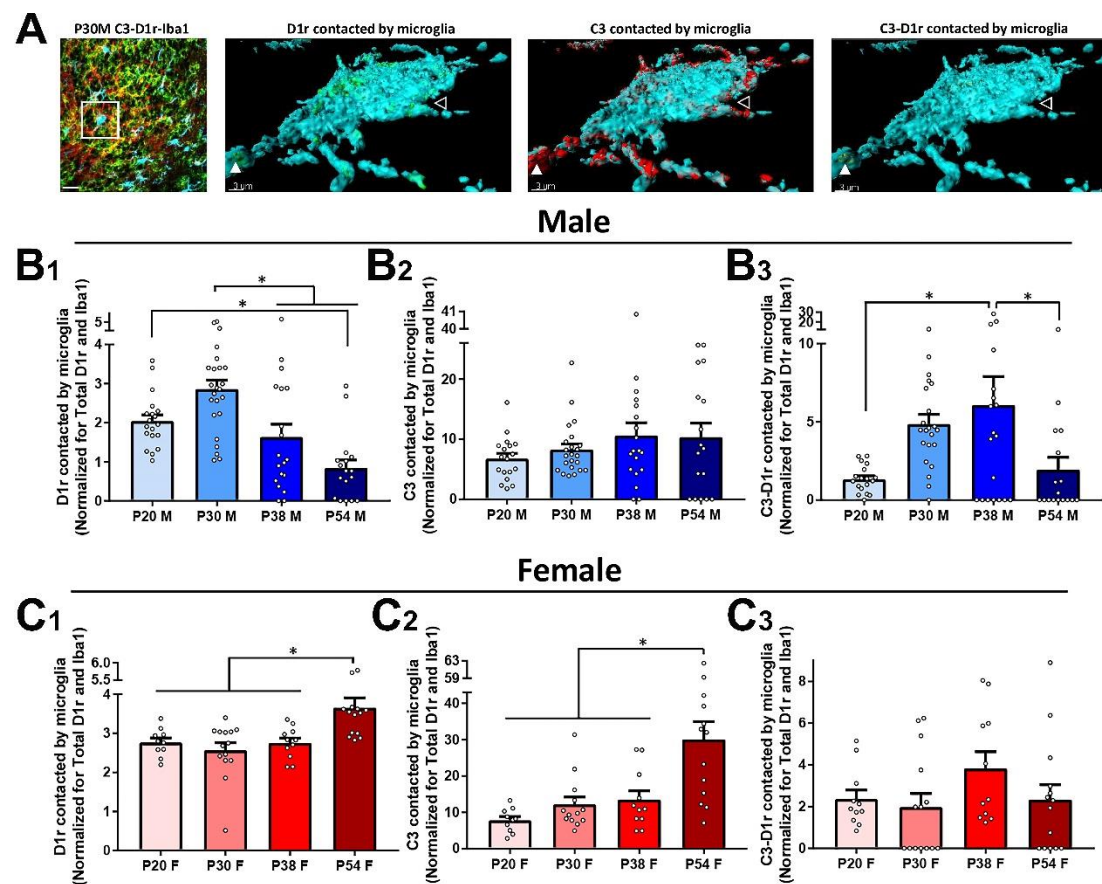 A
P30M C3-D1r-Iba1
D1r contacted by microglia
C3 contacted by microglia
C3-D1r contacted by microglia
3 µm
3 µm
3 µm
Male
B1
D1r contacted by microglia
(Normalized for Total D1r and Iba1)
5
4
3
2
1
0
*
*
P20 M P30 M P38 M P54 M
B2
C3 contacted by microglia
(Normalized for Total D1r and Iba1)
41
40
20
10
0
P20 M P30 M P38 M P54 M
B3
C3-D1r contacted by microglia
(Normalized for Total D1r and Iba1)
30
20
10
5
0
* *
P20 M P30 M P38 M P54 M
Female
C1
D1r contacted by microglia
(Normalized for Total D1r and Iba1)
6.0
5.5
4
3
2
1
0
*
P20 F P30 F P38 F P54 F
C2
C3 contacted by microglia
(Normalized for Total D1r and Iba1)
63
59
50
40
30
20
10
0
*
P20 F P30 F P38 F P54 F
C3
C3-D1r contacted by microglia
(Normalized for Total D1r and Iba1)
8
6
4
2
0
P20 F P30 F P38 F P54 F